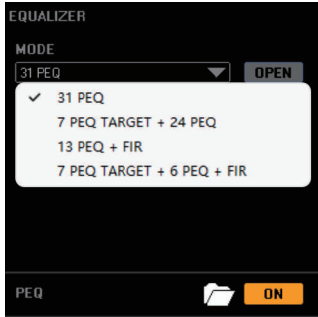 EQUALIZER
MODE
31 PEQ OPEN
✓ 31 PEQ
7 PEQ TARGET + 24 PEQ
13 PEQ + FIR
7 PEQ TARGET + 6 PEQ + FIR
PEQ ON